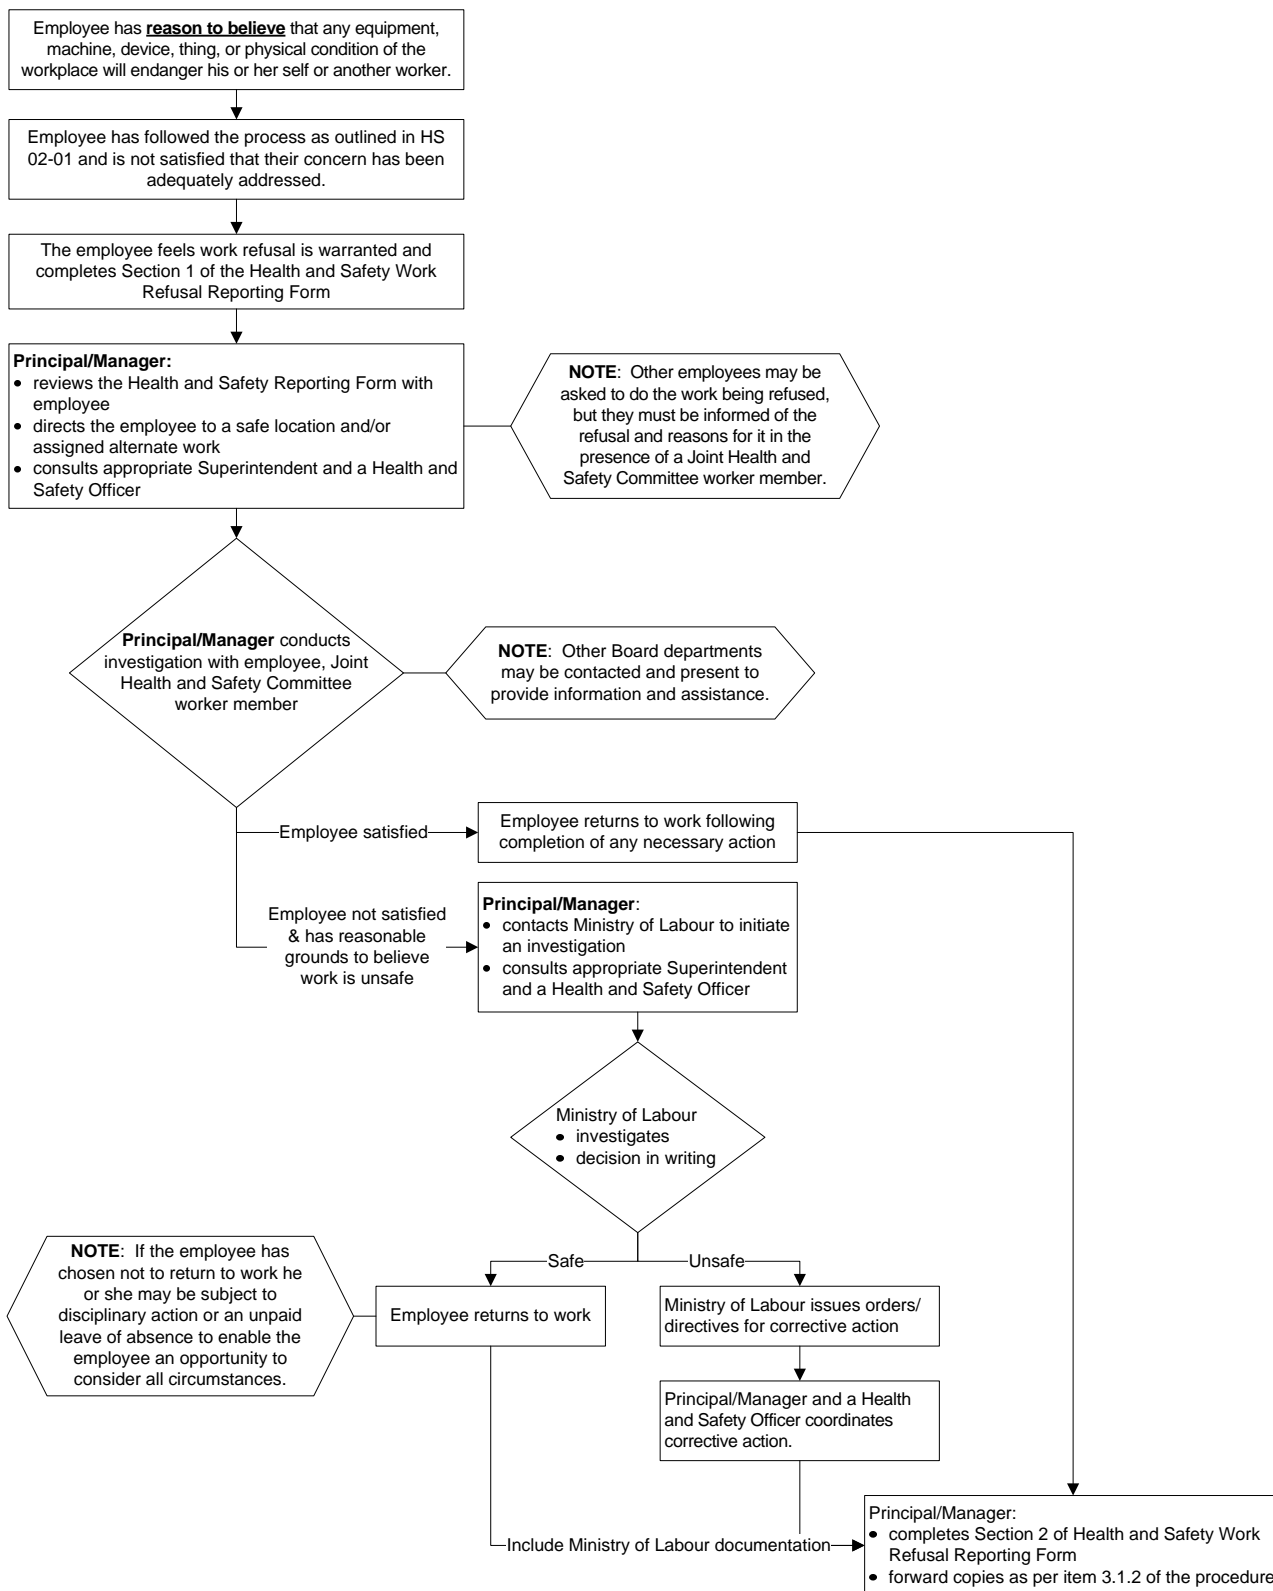 Employee has reason to believe that any equipment,
machine, device, thing, or physical condition of the
workplace will endanger his or her self or another worker.
Employee has followed the process as outlined in HS
02-01 and is not satisfied that their concern has been
adequately addressed.
The employee feels work refusal is warranted and
completes Section 1 of the Health and Safety Work
Refusal Reporting Form
Principal/Manager:
• reviews the Health and Safety Reporting Form with
employee
• directs the employee to a safe location and/or
assigned alternate work
• consults appropriate Superintendent and a Health and
Safety Officer
NOTE: Other employees may be
asked to do the work being refused,
but they must be informed of the
refusal and reasons for it in the
presence of a Joint Health and
Safety Committee worker member.
Principal/Manager conducts
investigation with employee, Joint
Health and Safety Committee
worker member
NOTE: Other Board departments
may be contacted and present to
provide information and assistance.
Employee satisfied
Employee returns to work following
completion of any necessary action
Employee not satisfied
& has reasonable
grounds to believe
work is unsafe
Principal/Manager:
• contacts Ministry of Labour to initiate
an investigation
• consults appropriate Superintendent
and a Health and Safety Officer
Ministry of Labour
• investigates
• decision in writing
Safe
Unsafe
NOTE: If the employee has
chosen not to return to work he
or she may be subject to
disciplinary action or an unpaid
leave of absence to enable the
employee an opportunity to
consider all circumstances.
Employee returns to work
Ministry of Labour issues orders/
directives for corrective action
Principal/Manager and a Health
and Safety Officer coordinates
corrective action.
Include Ministry of Labour documentation
Principal/Manager:
• completes Section 2 of Health and Safety Work
Refusal Reporting Form
• forward copies as per item 3.1.2 of the procedure